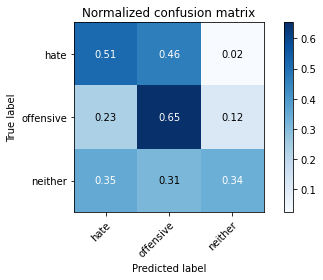 Normalized confusion matrix
True label
hate
0.51 0.46 0.02
offensive
0.23 0.65 0.12
neither
0.35 0.31 0.34
hate offensive neither
Predicted label
0.6
0.5
0.4
0.3
0.2
0.1